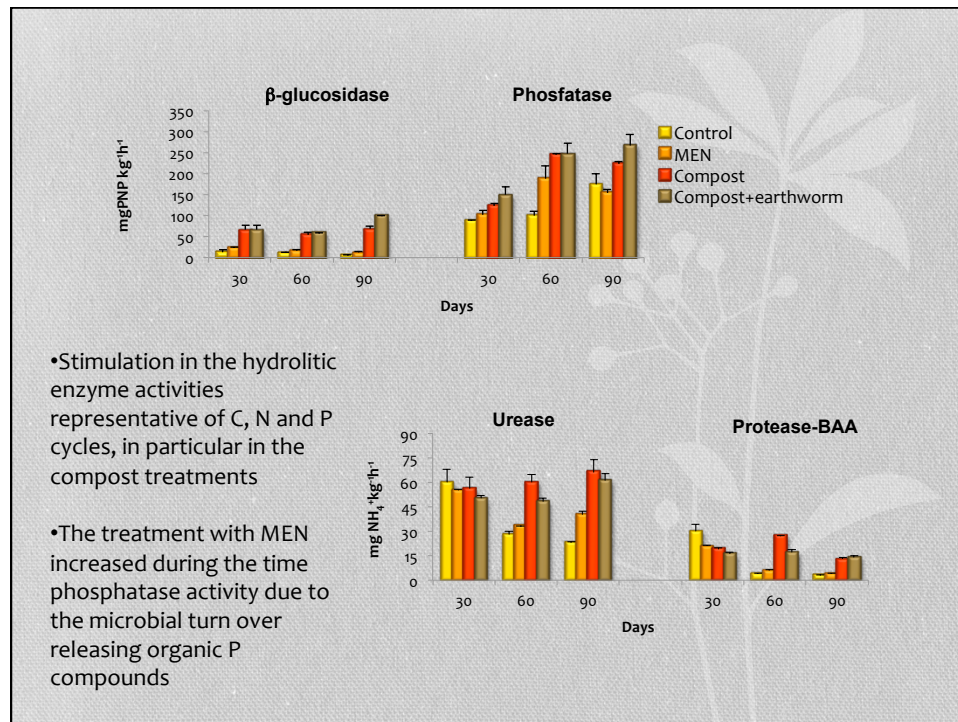 β-glucosidase
Phosfatase
350
300
250
200
150
100
50
0
mgPNP kg⁻¹h⁻¹
30
60
90
30
60
90
Days
Control
MEN
Compost
Compost+earthworm
•Stimulation in the hydrolitic
enzyme activities
representative of C, N and P
cycles, in particular in the
compost treatments
•The treatment with MEN
increased during the time
phosphatase activity due to
the microbial turn over
releasing organic P
compounds
Urease
Protease-BAA
90
75
60
45
30
15
0
mg NH₄⁺kg⁻¹h⁻¹
30
60
90
30
60
90
Days